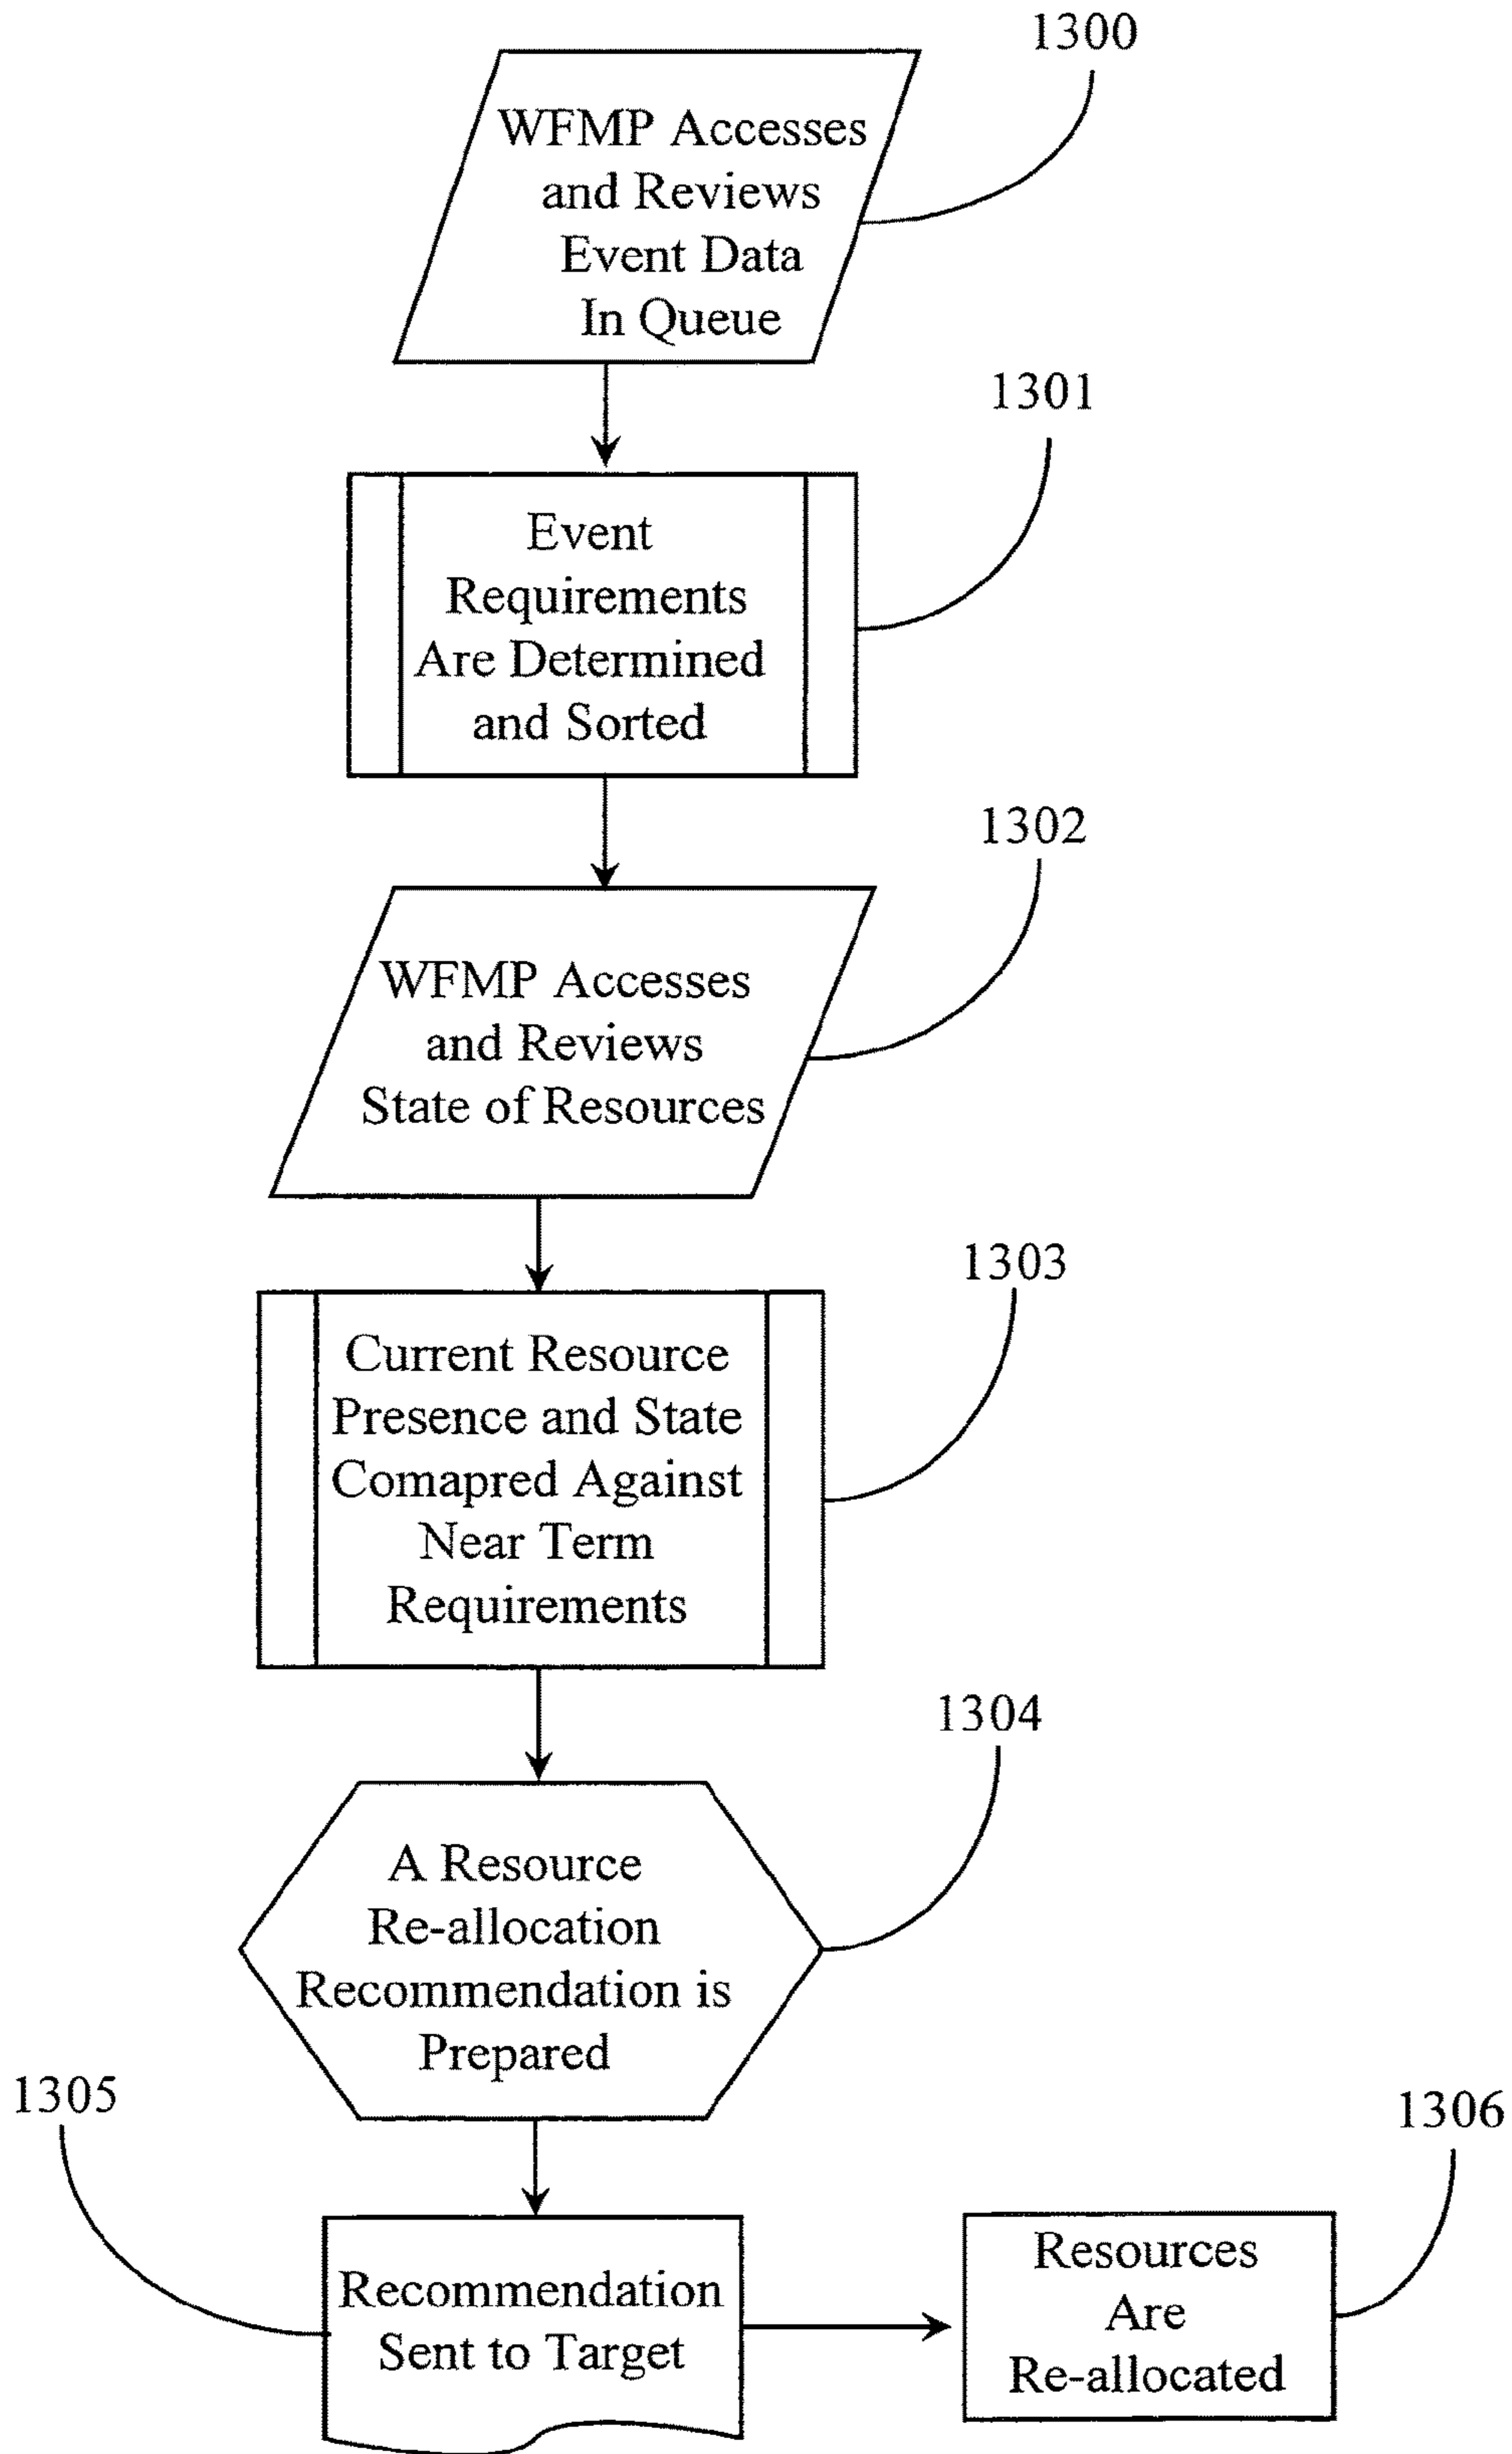 1300
WFMP Accesses
and Reviews
Event Data
In Queue
1301
Event
Requirements
Are Determined
and Sorted
1302
WFMP Accesses
and Reviews
State of Resources
1303
Current Resource
Presence and State
Comapred Against
Near Term
Requirements
1304
A Resource
Re-allocation
Recommendation is
Prepared
1305
Recommendation
Sent to Target
1306
Resources
Are
Re-allocated